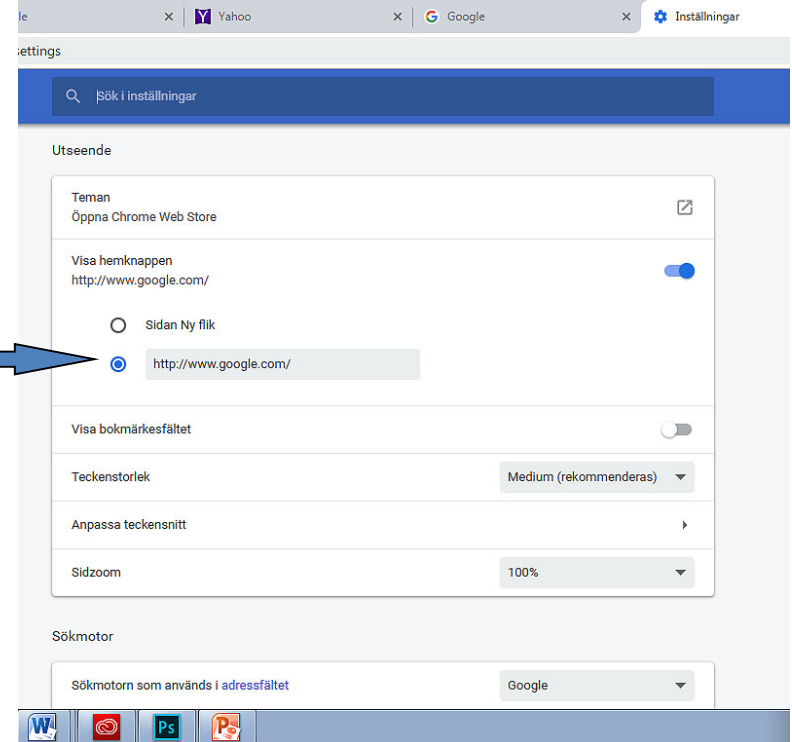 le
Yahoo
Google
Inställningar
settings
Sök i inställningar
Utseende
Teman
Öppna Chrome Web Store
Visa hemknappen
http://www.google.com/
Sidan Ny flik
http://www.google.com/
Visa bokmärkesfältet
Teckenstorlek
Medium (rekommenderas)
Anpassa teckensnitt
Sidzoom
100%
Sökmotor
Sökmotorn som används i adressfältet
Google
W
Ps
P